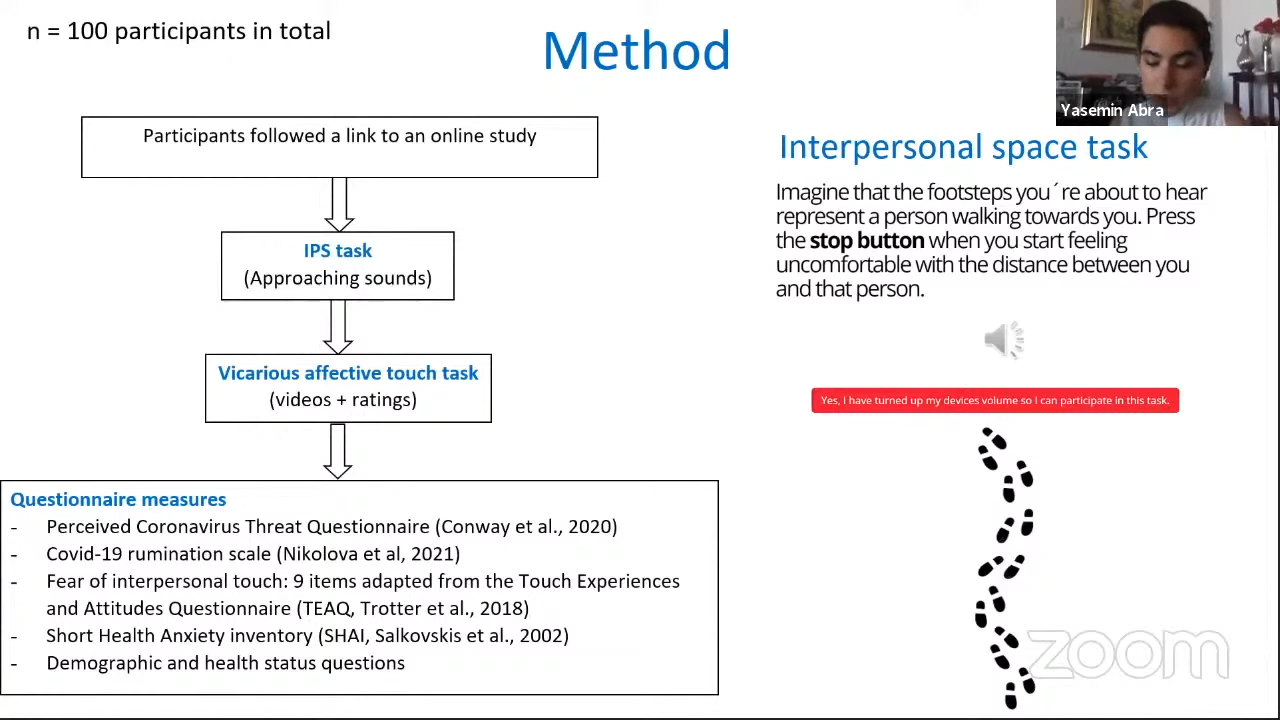 n = 100 participants in total
Method
Yasemin Abra
Participants followed a link to an online study
IPS task
(Approaching sounds)
Vicarious affective touch task
(videos + ratings)
Questionnaire measures
- Perceived Coronavirus Threat Questionnaire (Conway et al., 2020)
- Covid-19 rumination scale (Nikolova et al, 2021)
- Fear of interpersonal touch: 9 items adapted from the Touch Experiences
and Attitudes Questionnaire (TEAQ, Trotter et al., 2018)
- Short Health Anxiety inventory (SHAI, Salkovskis et al., 2002)
- Demographic and health status questions
Interpersonal space task
Imagine that the footsteps you´re about to hear
represent a person walking towards you. Press
the stop button when you start feeling
uncomfortable with the distance between you
and that person.
Yes, I have turned up my devices volume so I can participate in this task.
zoom